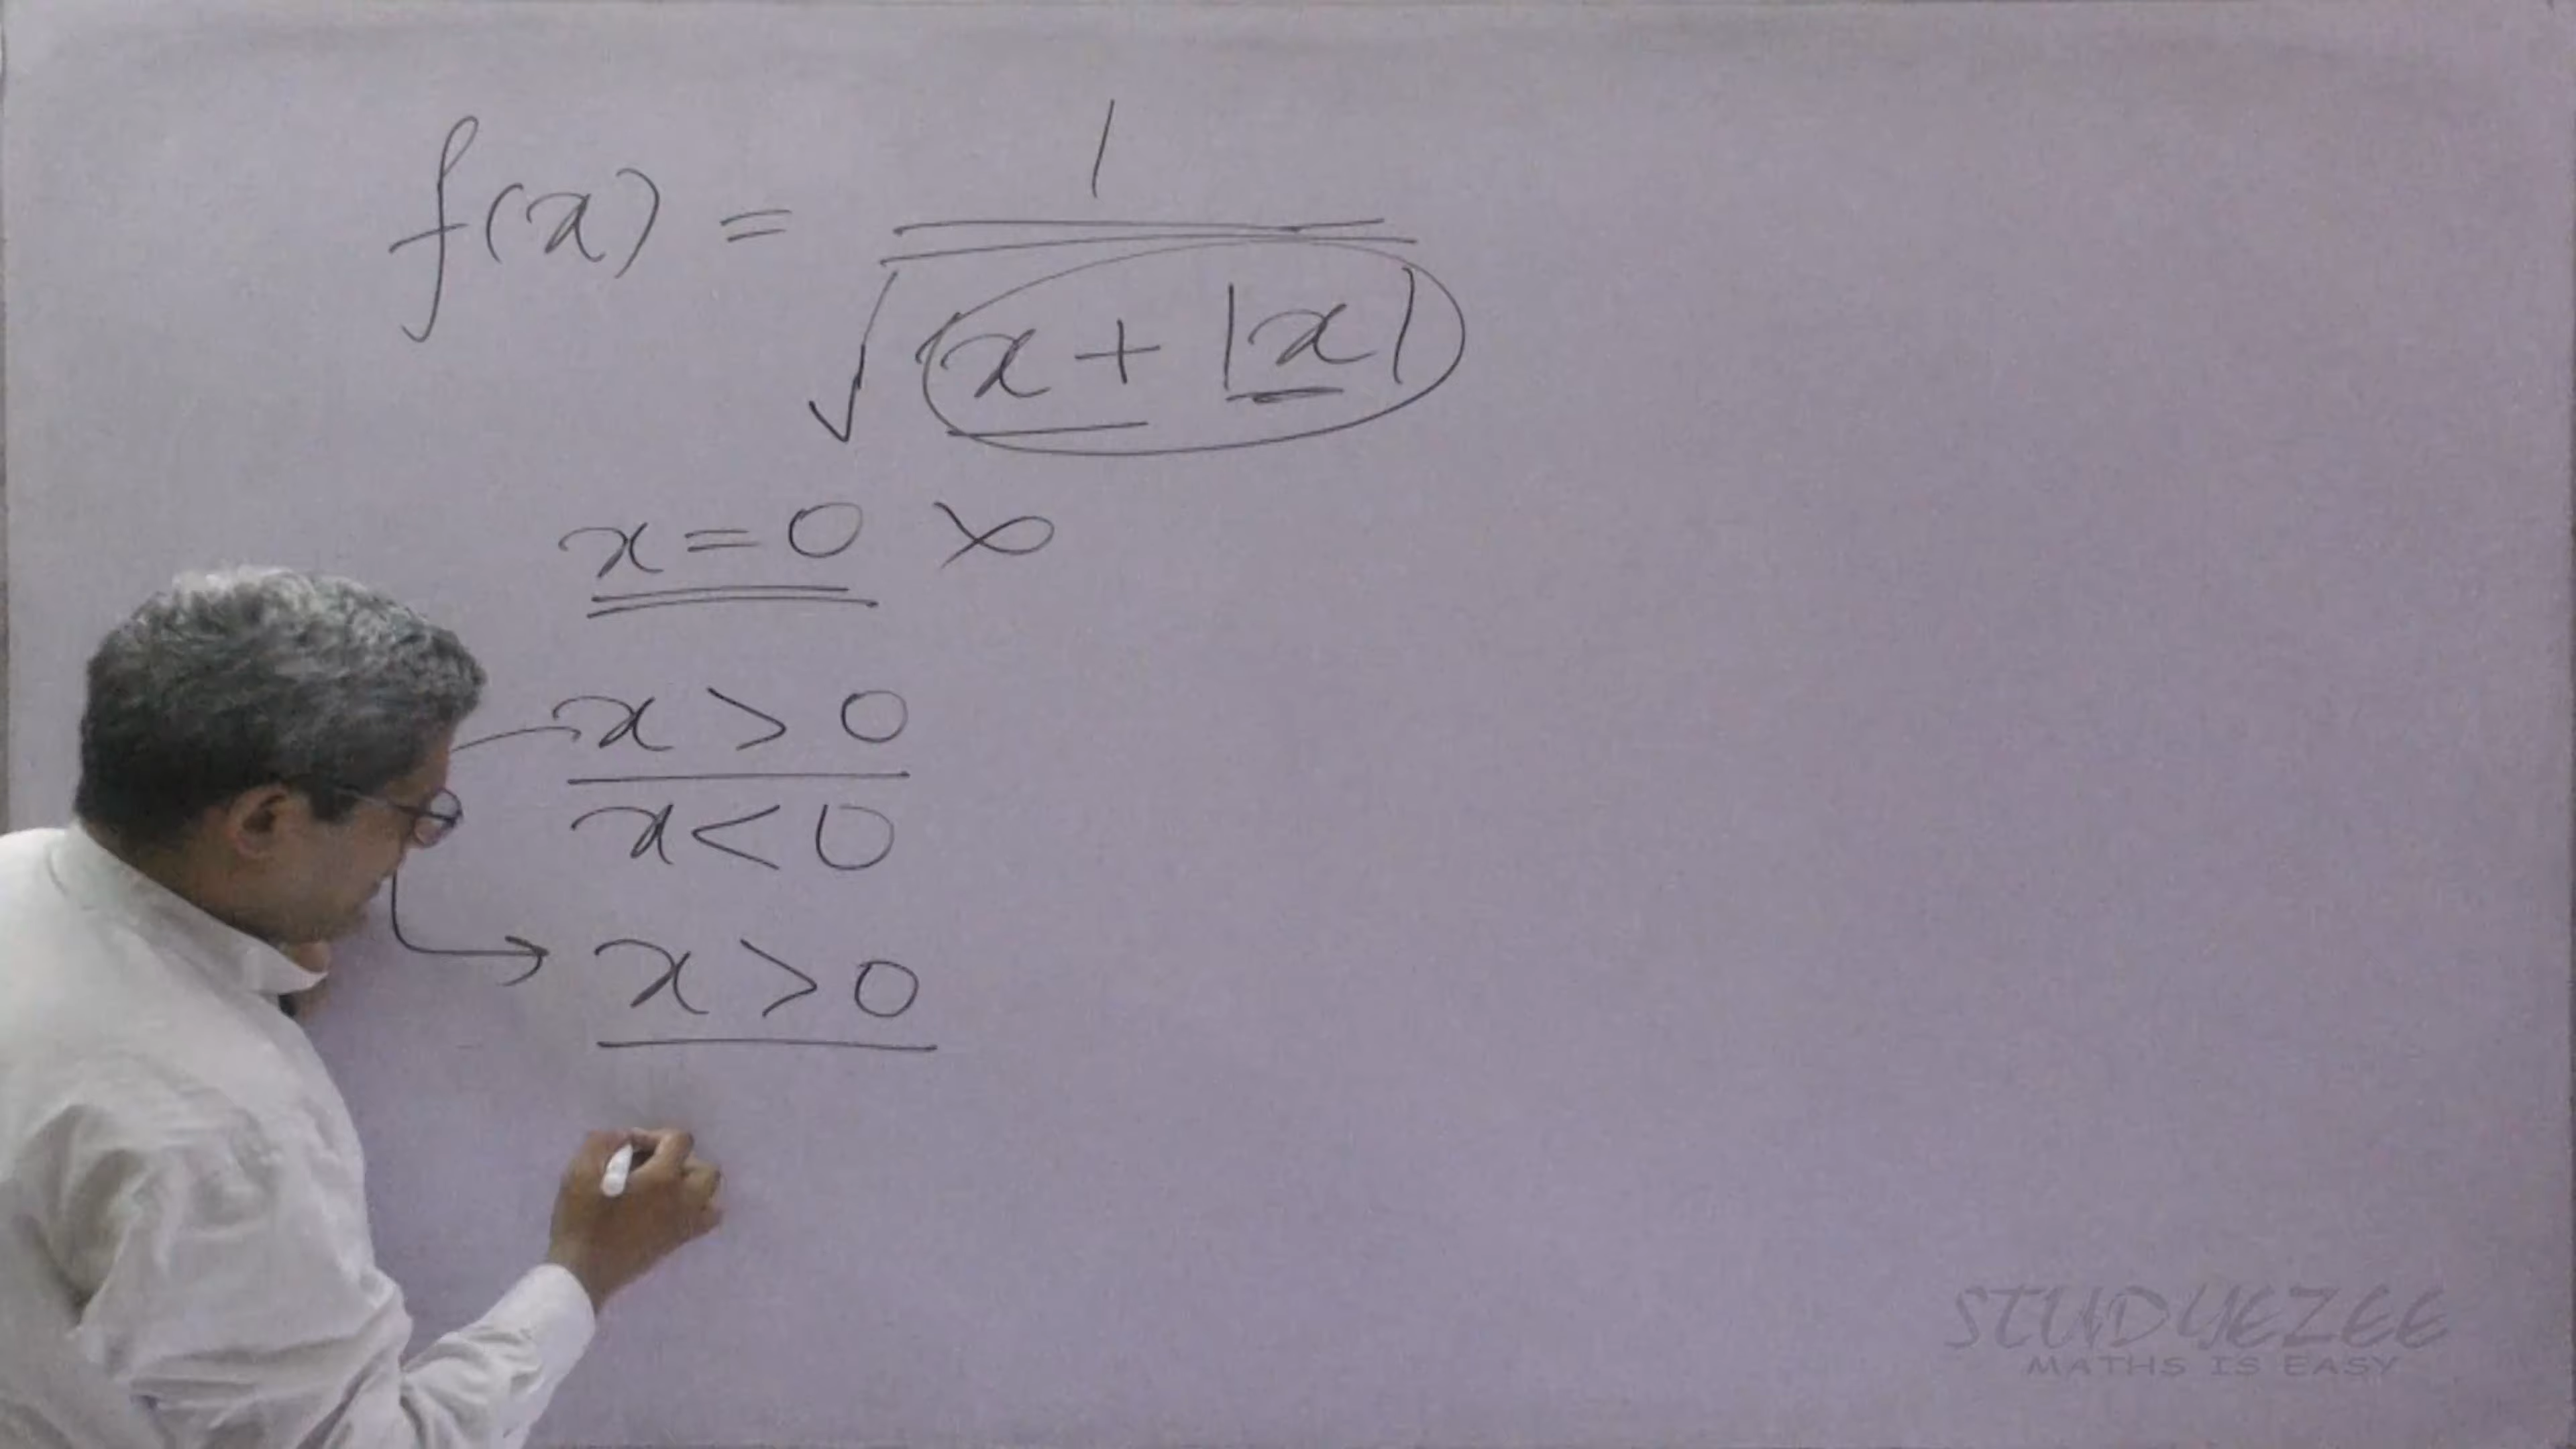 f(x) = 1 / √(x + |x|)
x = 0 ×
x > 0
x < 0
→ x > 0
STUDYEZEE
MATHS IS EASY